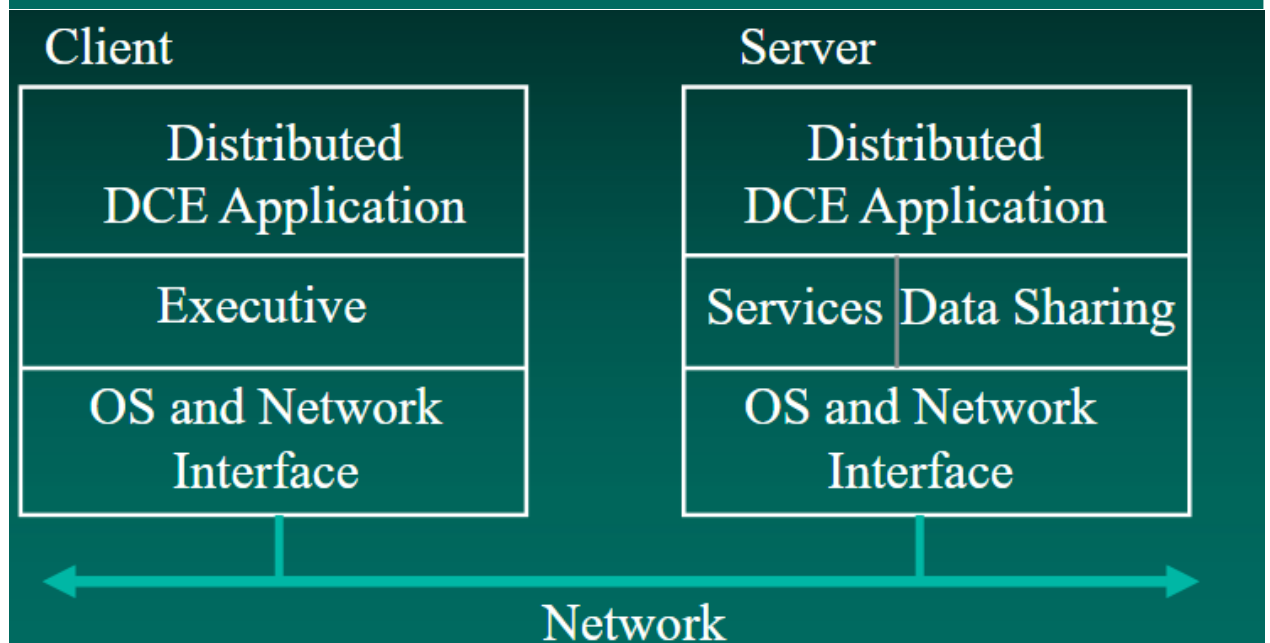 Client
Distributed
DCE Application
Executive
OS and Network
Interface
Server
Distributed
DCE Application
Services
Data Sharing
OS and Network
Interface
Network